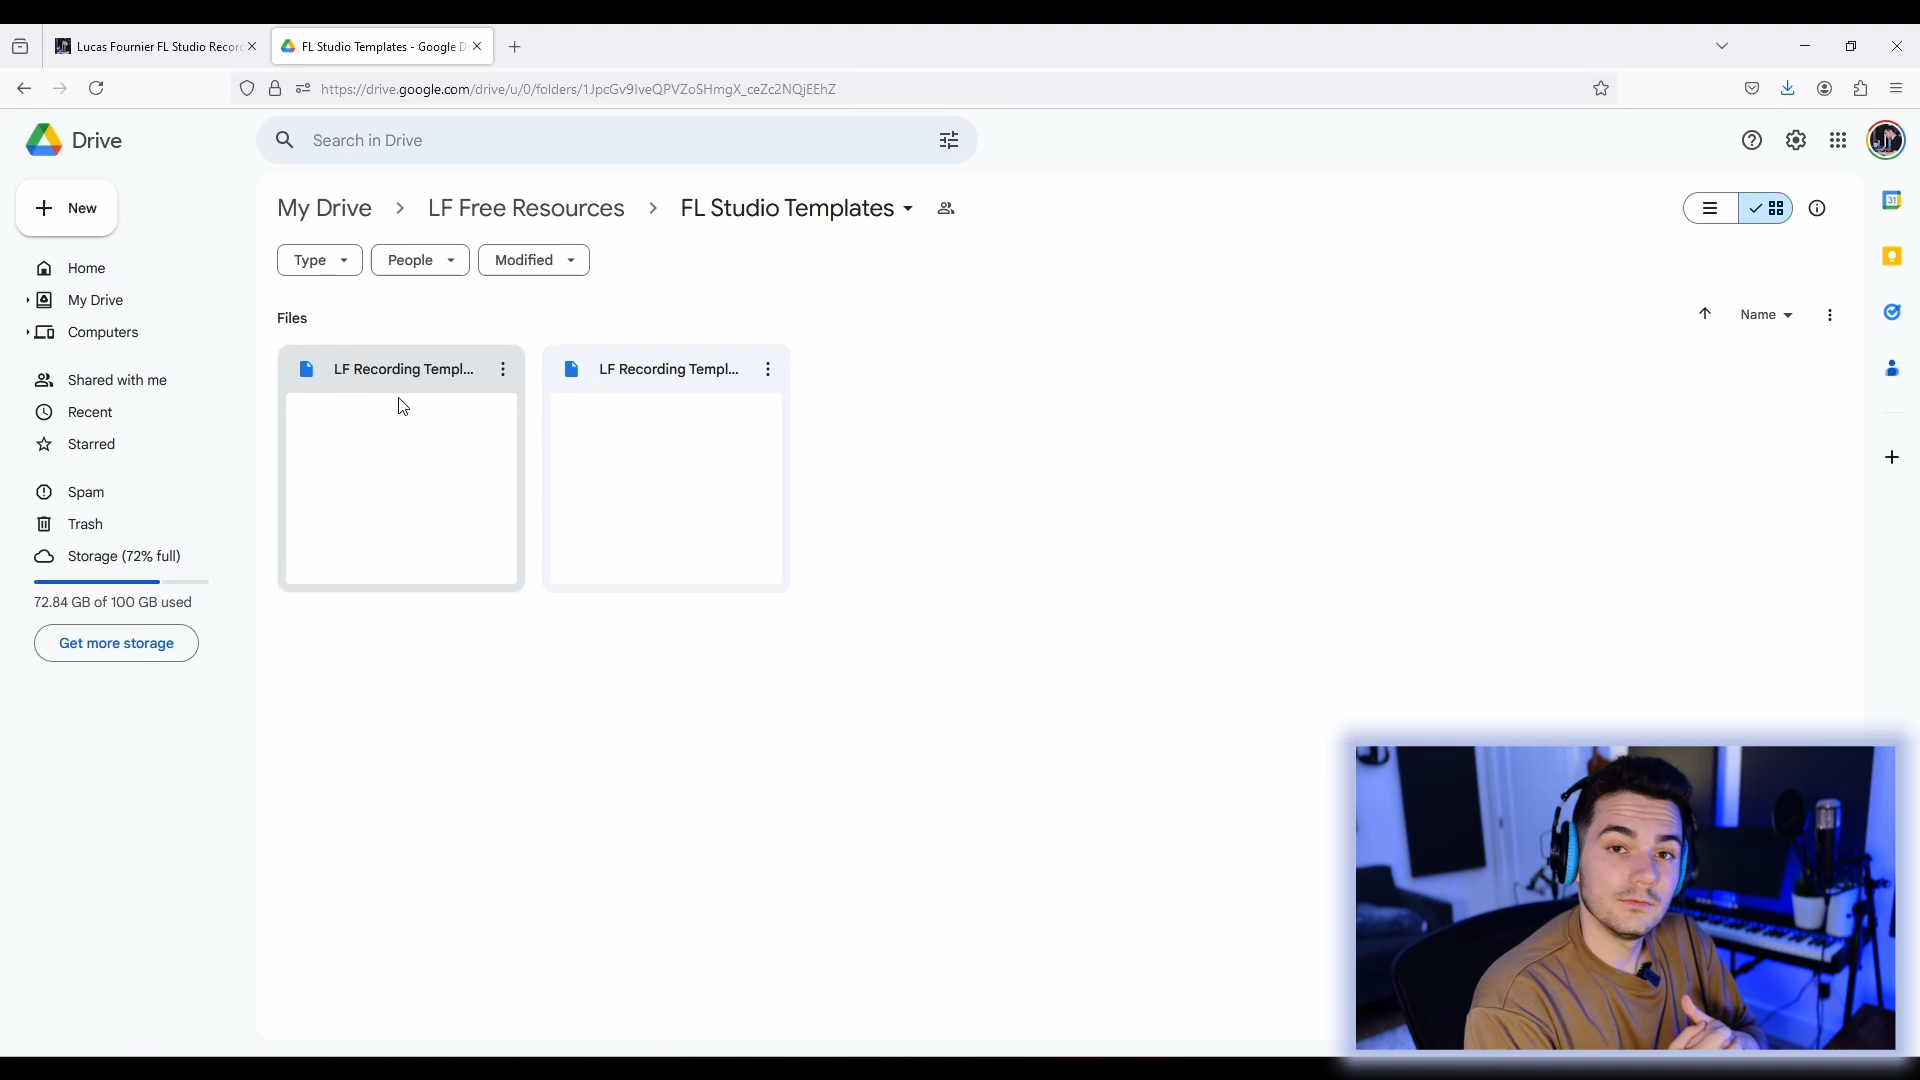 Lucas Fournier FL Studio Recor
FL Studio Templates - Google D
https://drive.google.com/drive/u/0/folders/1JpcGv9IveQPVZoSHmgX_ceZc2NQjEEhZ
Drive
Search in Drive
New
My Drive > LF Free Resources > FL Studio Templates
Type
People
Modified
Home
My Drive
Computers
Shared with me
Recent
Starred
Spam
Trash
Storage (72% full)
72.84 GB of 100 GB used
Get more storage
Files
Name
LF Recording Templ...
LF Recording Templ...
31